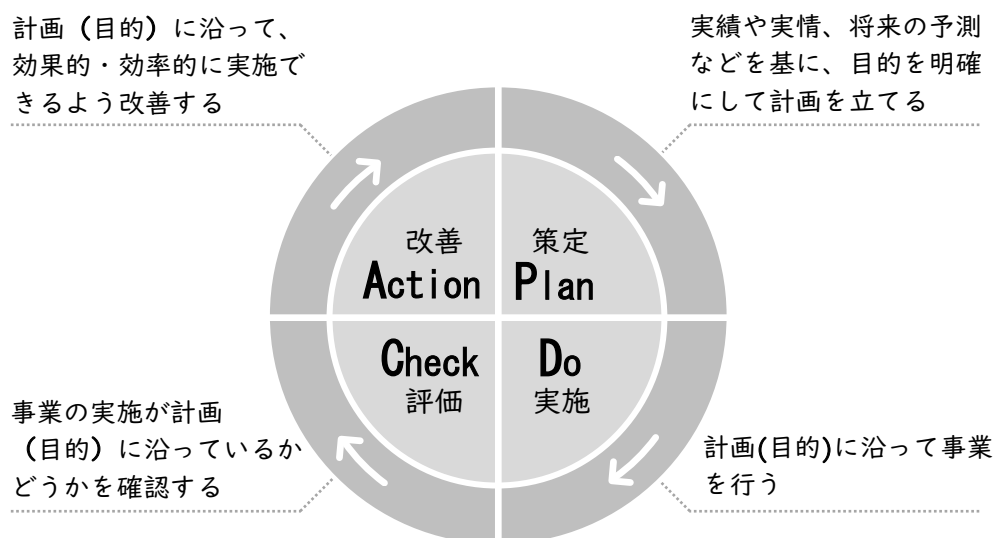 計画（目的）に沿って、
効果的・効率的に実施で
きるよう改善する
実績や実情、将来の予測
などを基に、目的を明確
にして計画を立てる
改善
Action
策定
Plan
Check
評価
Do
実施
事業の実施が計画
（目的）に沿っているか
どうかを確認する
計画(目的)に沿って事業
を行う